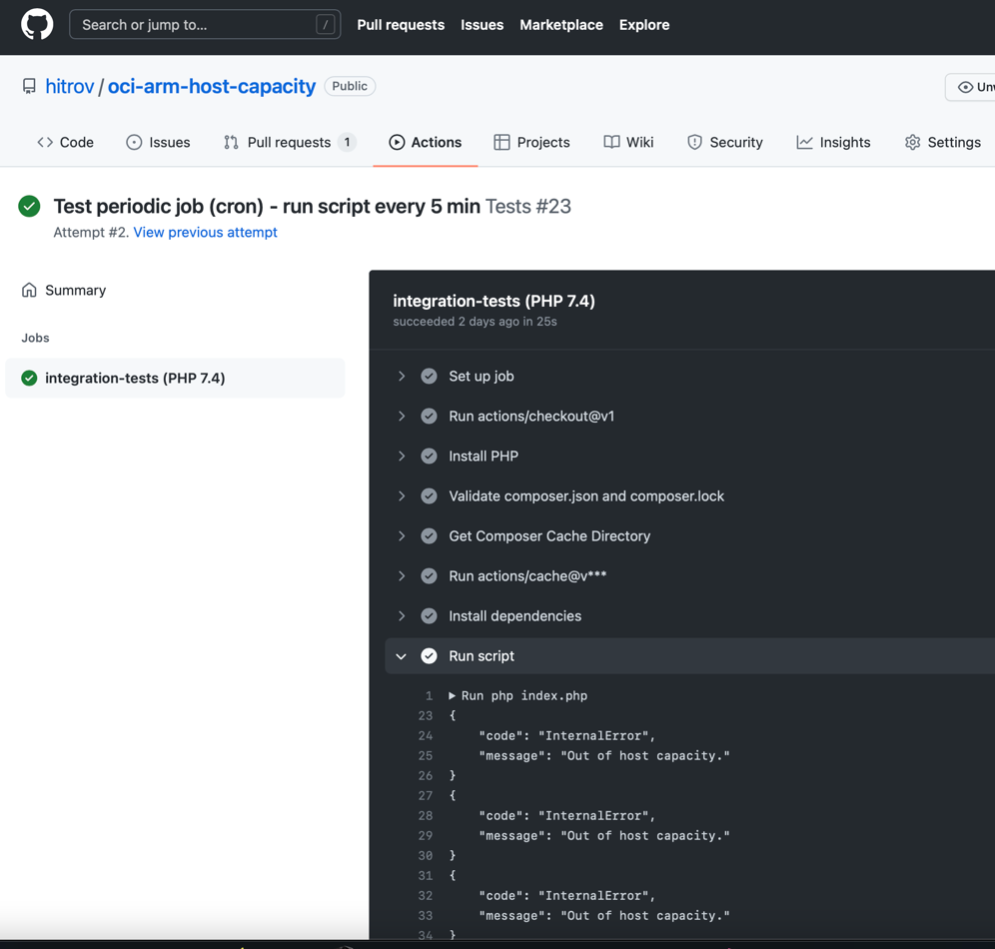 Search or jump to... /
Pull requests Issues Marketplace Explore
hitrov / oci-arm-host-capacity Public
Code Issues Pull requests 1 Actions Projects Wiki Security Insights Settings
Test periodic job (cron) - run script every 5 min Tests #23
Attempt #2. View previous attempt
Summary
Jobs
integration-tests (PHP 7.4)
integration-tests (PHP 7.4)
succeeded 2 days ago in 25s
Set up job
Run actions/checkout@v1
Install PHP
Validate composer.json and composer.lock
Get Composer Cache Directory
Run actions/cache@v***
Install dependencies
Run script
1 Run php index.php
23 {
24 "code": "InternalError",
25 "message": "Out of host capacity."
26 }
27 {
28 "code": "InternalError",
29 "message": "Out of host capacity."
30 }
31 {
32 "code": "InternalError",
33 "message": "Out of host capacity."
34 }